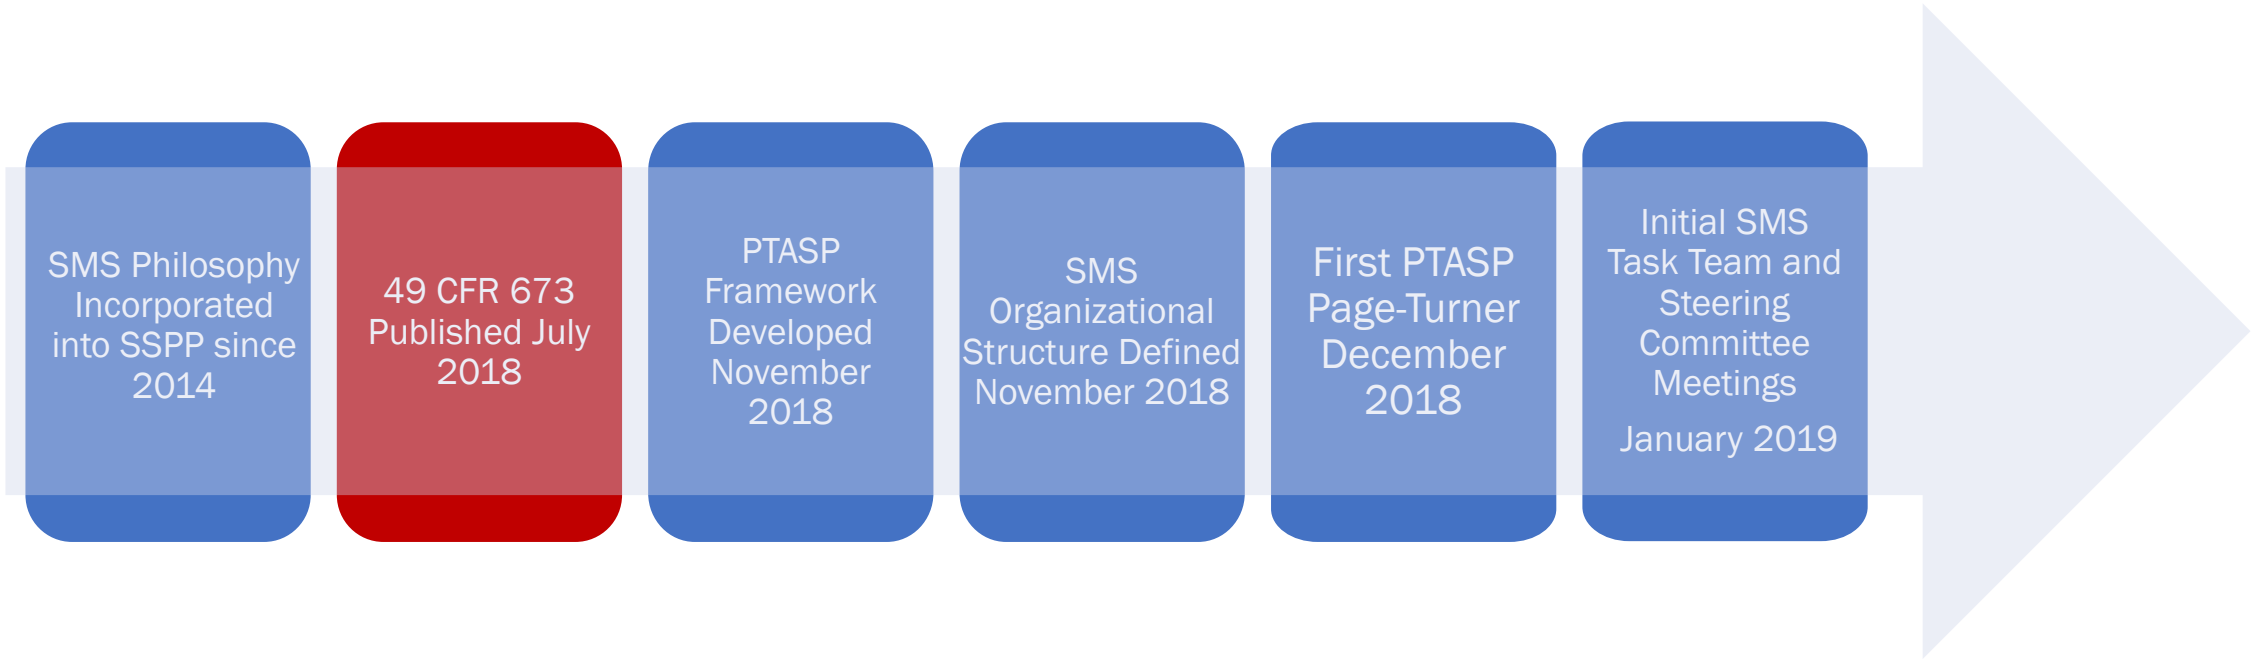 SMS Philosophy
Incorporated
into SSPP since
2014
49 CFR 673
Published July
2018
PTASP
Framework
Developed
November
2018
SMS
Organizational
Structure Defined
November 2018
First PTASP
Page-Turner
December
2018
Initial SMS
Task Team and
Steering
Committee
Meetings
January 2019